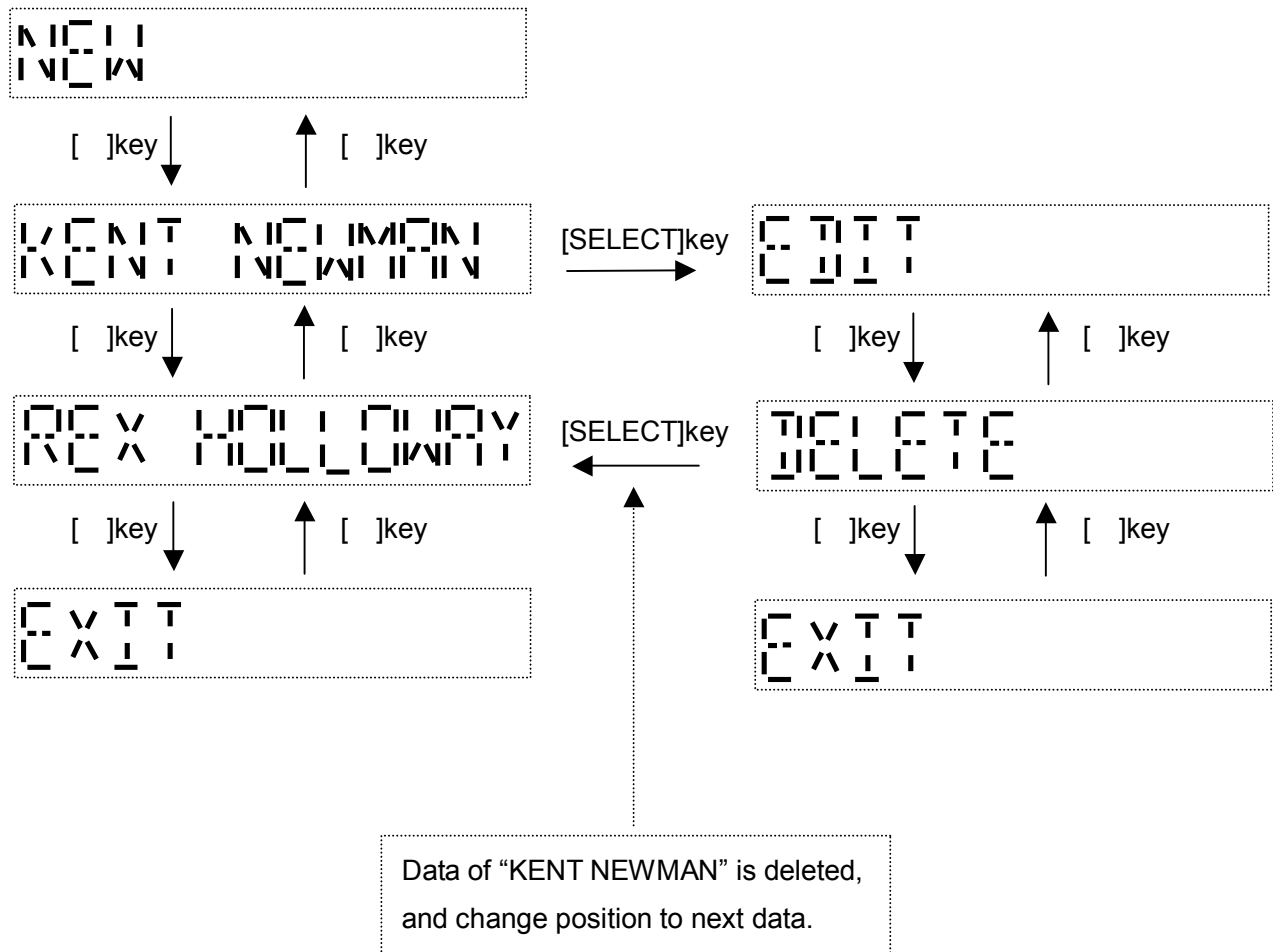 NEW
[ ]key [ ]key
KENT NEWMAN [SELECT]key EDIT
[ ]key [ ]key [ ]key [ ]key
REX HOLLOWAY [SELECT]key DELETE
[ ]key [ ]key [ ]key [ ]key
EXIT EXIT
Data of “KENT NEWMAN” is deleted,
and change position to next data.